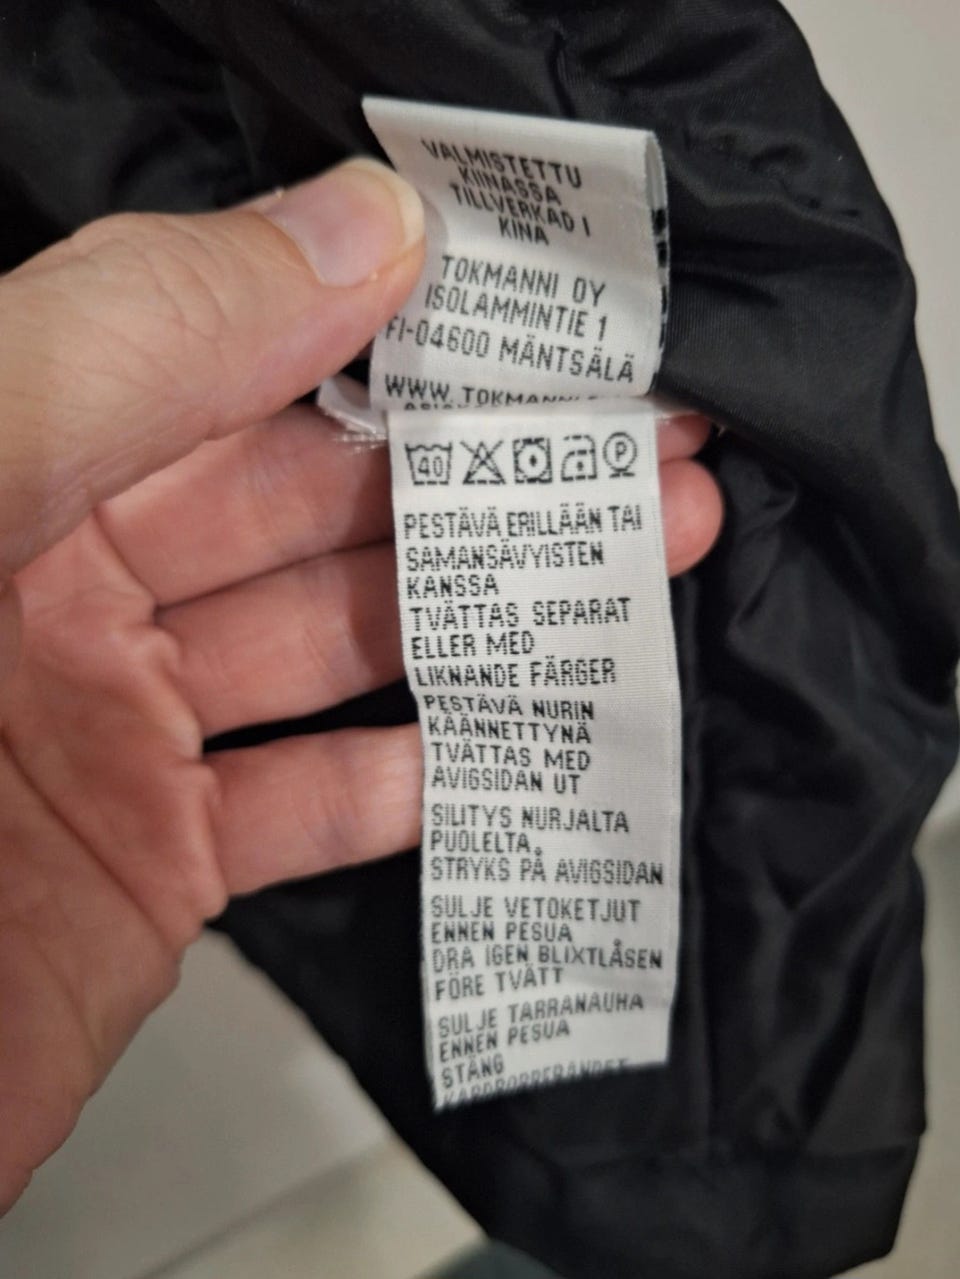 VALMISTETTU
KIINASSA
TILLVERKAD I
KINA
TOKMANNI OY
ISOLAMMINTIE 1
FI-04600 MÄNTSÄLÄ
WWW.
40
P
PESTÄVÄ ERILLÄÄN TAI
SAMANSÄVYISTEN
KANSSA
TVÄTTAS SEPARAT
ELLER MED
LIKNANDE FÄRGER
PESTÄVÄ NURIN
KÄÄNNETTYNÄ
TVÄTTAS MED
AVIGSIDAN UT
SILITYS NURJALTA
PUOLELTA.
STRYKS PÅ AVIGSIDAN
SULJE VETOKETJUT
ENNEN PESUA
DRA IGEN BLIXTLÅSEN
FÖRE TVÄTT
SULJE TARRANAUHA
ENNEN PESUA
STÄNG